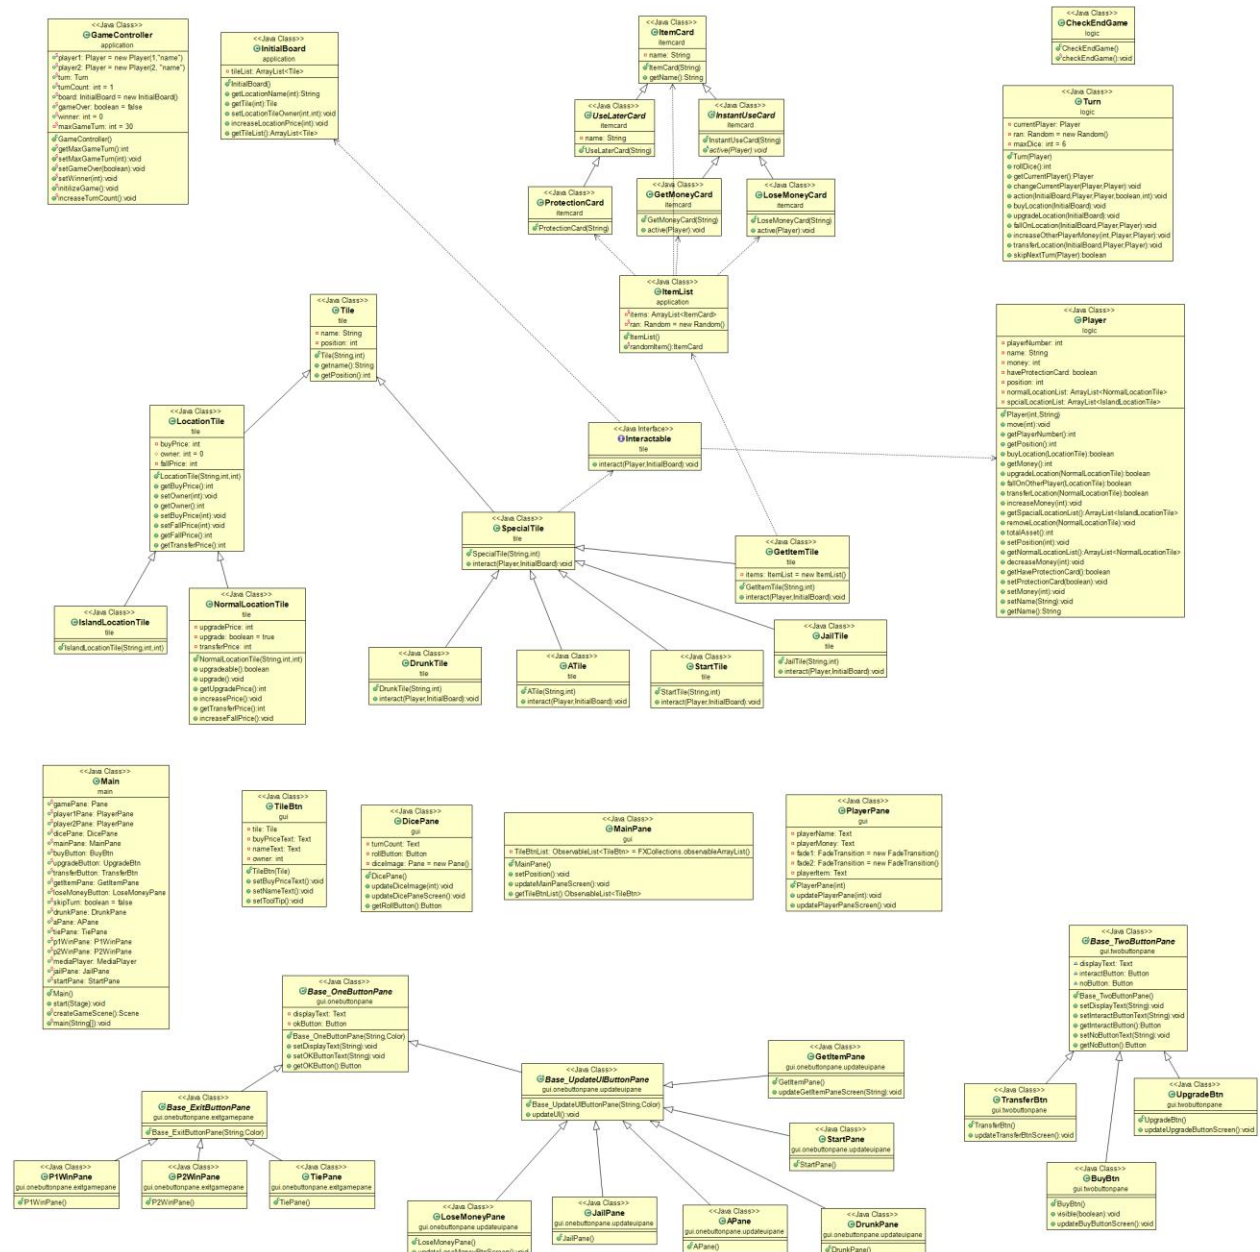 <<Java Class>>
GameController
application
player1: Player = new Player(1,"name")
player2: Player = new Player(2, "name")
turn: Turn
turnCount: int = 1
board: InitialBoard = new InitialBoard()
gameOver: boolean = false
winner: int = 0
maxGameTurn: int = 30
GameController()
getMaxGameTurn():int
setMaxGameTurn(int):void
setGameOver(boolean):void
setWinner(int):void
initilizeGame():void
increaseTurnCount():void
<<Java Class>>
InitialBoard
application
tileList: ArrayList<Tile>
InitialBoard()
getLocationName(int):String
getTile(int):Tile
setLocationTileOwner(int,int):void
increaseLocationPrice(int):void
getTileList():ArrayList<Tile>
<<Java Class>>
ItemCard
itemcard
name: String
ItemCard(String)
getName():String
<<Java Class>>
UseLaterCard
itemcard
name: String
UseLaterCard(String)
<<Java Class>>
InstantUseCard
itemcard
InstantUseCard(String)
active(Player):void
<<Java Class>>
ProtectionCard
itemcard
ProtectionCard(String)
<<Java Class>>
GetMoneyCard
itemcard
GetMoneyCard(String)
active(Player):void
<<Java Class>>
LoseMoneyCard
itemcard
LoseMoneyCard(String)
active(Player):void
<<Java Class>>
CheckEndGame
logic
CheckEndGame()
checkEndGame():void
<<Java Class>>
Turn
logic
currentPlayer: Player
ran: Random = new Random()
maxDice: int = 6
Turn(Player)
rollDice():int
getCurrentPlayer():Player
changeCurrentPlayer(Player,Player):void
action(InitialBoard,Player,Player,boolean,int):void
buyLocation(InitialBoard):void
upgradeLocation(InitialBoard):void
fallOnLocation(InitialBoard,Player,Player):void
increaseOtherPlayerMoney(int,Player,Player):void
transferLocation(InitialBoard,Player,Player):void
skipNextTurn(Player):boolean
<<Java Class>>
ItemList
application
items: ArrayList<ItemCard>
ran: Random = new Random()
ItemList()
randomItem():ItemCard
<<Java Class>>
Tile
tile
name: String
position: int
Tile(String,int)
getname():String
getPosition():int
<<Java Class>>
Player
logic
playerNumber: int
name: String
money: int
haveProtectionCard: boolean
position: int
normalLocationList: ArrayList<NormalLocationTile>
spcialLocationList: ArrayList<IslandLocationTile>
Player(int,String)
move(int):void
getPlayerNumber():int
getPosition():int
buyLocation(LocationTile):boolean
getMoney():int
upgradeLocation(NormalLocationTile):boolean
fallOnOtherPlayer(LocationTile):boolean
transferLocation(NormalLocationTile):boolean
increaseMoney(int):void
getSpacialLocationList():ArrayList<IslandLocationTile>
removeLocation(NormalLocationTile):void
totalAsset():int
setPosition(int):void
getNormalLocationList():ArrayList<NormalLocationTile>
decreaseMoney(int):void
getHaveProtectionCard():boolean
setProtectionCard(boolean):void
setMoney(int):void
setName(String):void
getName():String
<<Java Class>>
LocationTile
tile
buyPrice: int
owner: int = 0
fallPrice: int
LocationTile(String,int,int)
getBuyPrice():int
setOwner(int):void
getOwner():int
setBuyPrice(int):void
setFallPrice(int):void
getFallPrice():int
getTransferPrice():int
<<Java Interface>>
Interactable
tile
interact(Player,InitialBoard):void
<<Java Class>>
SpecialTile
tile
SpecialTile(String,int)
interact(Player,InitialBoard):void
<<Java Class>>
GetItemTile
tile
items: ItemList = new ItemList()
GetItemTile(String,int)
interact(Player,InitialBoard):void
<<Java Class>>
IslandLocationTile
tile
IslandLocationTile(String,int,int)
<<Java Class>>
NormalLocationTile
tile
upgradePrice: int
upgrade: boolean = true
transferPrice: int
NormalLocationTile(String,int,int)
upgradeable():boolean
upgrade():void
getUpgradePrice():int
increasePrice():void
getTransferPrice():int
increaseFallPrice():void
<<Java Class>>
DrunkTile
tile
DrunkTile(String,int)
interact(Player,InitialBoard):void
<<Java Class>>
ATile
tile
ATile(String,int)
interact(Player,InitialBoard):void
<<Java Class>>
StartTile
tile
StartTile(String,int)
interact(Player,InitialBoard):void
<<Java Class>>
JailTile
tile
JailTile(String,int)
interact(Player,InitialBoard):void
<<Java Class>>
Main
main
gamePane: Pane
player1Pane: PlayerPane
player2Pane: PlayerPane
dicePane: DicePane
mainPane: MainPane
buyButton: BuyBtn
upgradeButton: UpgradeBtn
transferButton: TransferBtn
getItemPane: GetItemPane
loseMoneyButton: LoseMoneyPane
skipTurn: boolean = false
drunkPane: DrunkPane
aPane: APane
tiePane: TiePane
p1WinPane: P1WinPane
p2WinPane: P2WinPane
mediaPlayer: MediaPlayer
jailPane: JailPane
startPane: StartPane
Main()
start(Stage):void
createGameScene():Scene
main(String[]):void
<<Java Class>>
TileBtn
gui
tile: Tile
buyPriceText: Text
nameText: Text
owner: int
TileBtn(Tile)
setBuyPriceText():void
setNameText():void
setToolTip():void
<<Java Class>>
DicePane
gui
turnCount: Text
rollButton: Button
diceImage: Pane = new Pane()
DicePane()
updateDiceImage(int):void
updateDicePaneScreen():void
getRollButton():Button
<<Java Class>>
MainPane
gui
TileBtnList: ObservableList<TileBtn> = FXCollections.observableArrayList()
MainPane()
setPosition():void
updateMainPaneScreen():void
getTileBtnList():ObservableList<TileBtn>
<<Java Class>>
PlayerPane
gui
playerName: Text
playerMoney: Text
fade1: FadeTransition = new FadeTransition()
fade2: FadeTransition = new FadeTransition()
playerItem: Text
PlayerPane(int)
updatePlayerPane(int):void
updatePlayerPaneScreen():void
<<Java Class>>
Base_TwoButtonPane
gui.twobuttonpane
displayText: Text
interactButton: Button
noButton: Button
Base_TwoButtonPane()
setDisplayText(String):void
setInteractButtonText(String):void
getInteractButton():Button
setNoButtonText(String):void
getNoButton():Button
<<Java Class>>
Base_OneButtonPane
gui.onebuttonpane
displayText: Text
okButton: Button
Base_OneButtonPane(String,Color)
setDisplayText(String):void
setOKButtonText(String):void
getOKButton():Button
<<Java Class>>
Base_ExitButtonPane
gui.onebuttonpane.exitgamepane
Base_ExitButtonPane(String,Color)
<<Java Class>>
Base_UpdateUIButtonPane
gui.onebuttonpane.updateuipane
Base_UpdateUIButtonPane(String,Color)
updateUI():void
<<Java Class>>
GetItemPane
gui.onebuttonpane.updateuipane
GetItemPane()
updateGetItemPaneScreen(String):void
<<Java Class>>
StartPane
gui.onebuttonpane.updateuipane
StartPane()
<<Java Class>>
TransferBtn
gui.twobuttonpane
TransferBtn()
updateTransferBtnScreen():void
<<Java Class>>
UpgradeBtn
gui.twobuttonpane
UpgradeBtn()
updateUpgradeButtonScreen():void
<<Java Class>>
BuyBtn
gui.twobuttonpane
BuyBtn()
visible(boolean):void
updateBuyButtonScreen():void
<<Java Class>>
P1WinPane
gui.onebuttonpane.exitgamepane
P1WinPane()
<<Java Class>>
P2WinPane
gui.onebuttonpane.exitgamepane
P2WinPane()
<<Java Class>>
TiePane
gui.onebuttonpane.exitgamepane
TiePane()
<<Java Class>>
LoseMoneyPane
gui.onebuttonpane.updateuipane
LoseMoneyPane()
updateLoseMoneyBtnScreen():void
<<Java Class>>
JailPane
gui.onebuttonpane.updateuipane
JailPane()
<<Java Class>>
APane
gui.onebuttonpane.updateuipane
APane()
<<Java Class>>
DrunkPane
gui.onebuttonpane.updateuipane
DrunkPane()